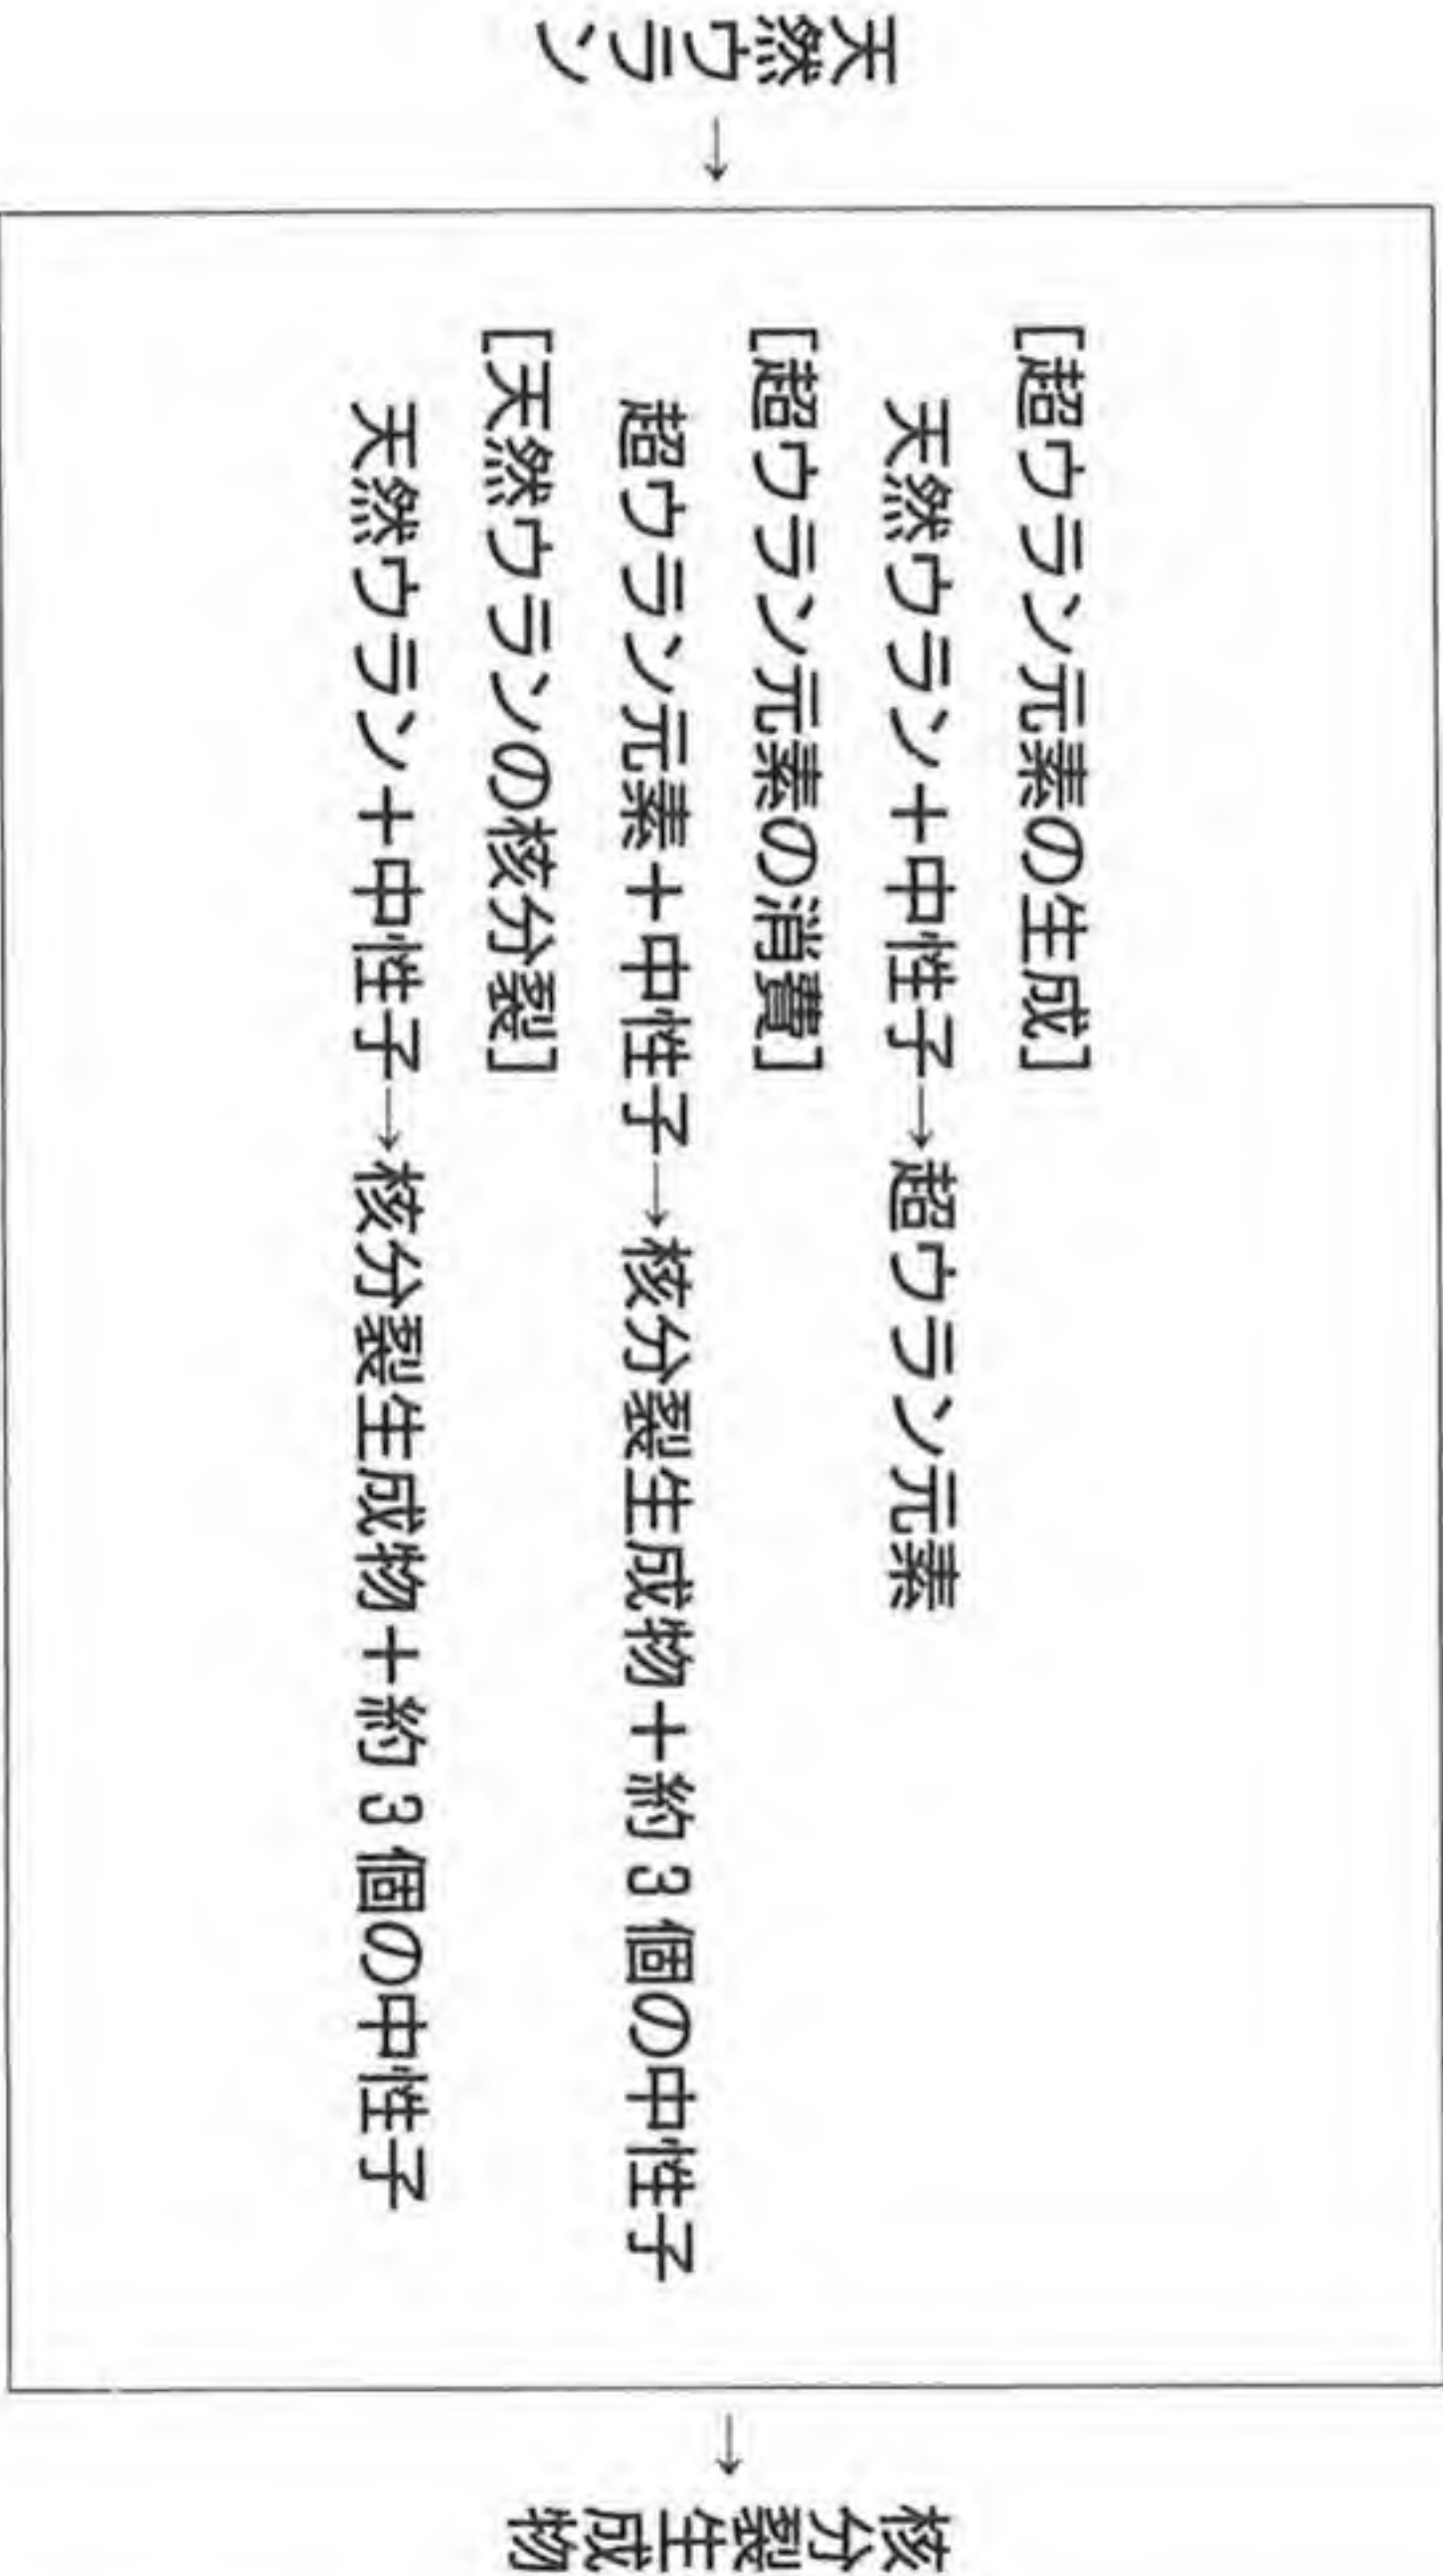 天然ウラン
→
[超ウラン元素の生成]
天然ウラン＋中性子→超ウラン元素
[超ウラン元素の消費]
超ウラン元素＋中性子→核分裂生成物＋約 3 個の中性子
[天然ウランの核分裂]
天然ウラン＋中性子→核分裂生成物＋約 3 個の中性子
→
核分裂生成物